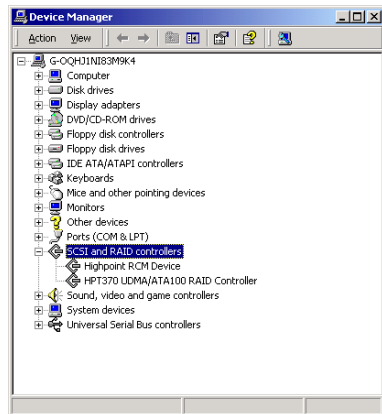 Device Manager
Action View
G-OQHJ1NI83M9K4
Computer
Disk drives
Display adapters
DVD/CD-ROM drives
Floppy disk controllers
Floppy disk drives
IDE ATA/ATAPI controllers
Keyboards
Mice and other pointing devices
Monitors
Other devices
Ports (COM & LPT)
SCSI and RAID controllers
Highpoint RCM Device
HPT370 UDMA/ATA100 RAID Controller
Sound, video and game controllers
System devices
Universal Serial Bus controllers